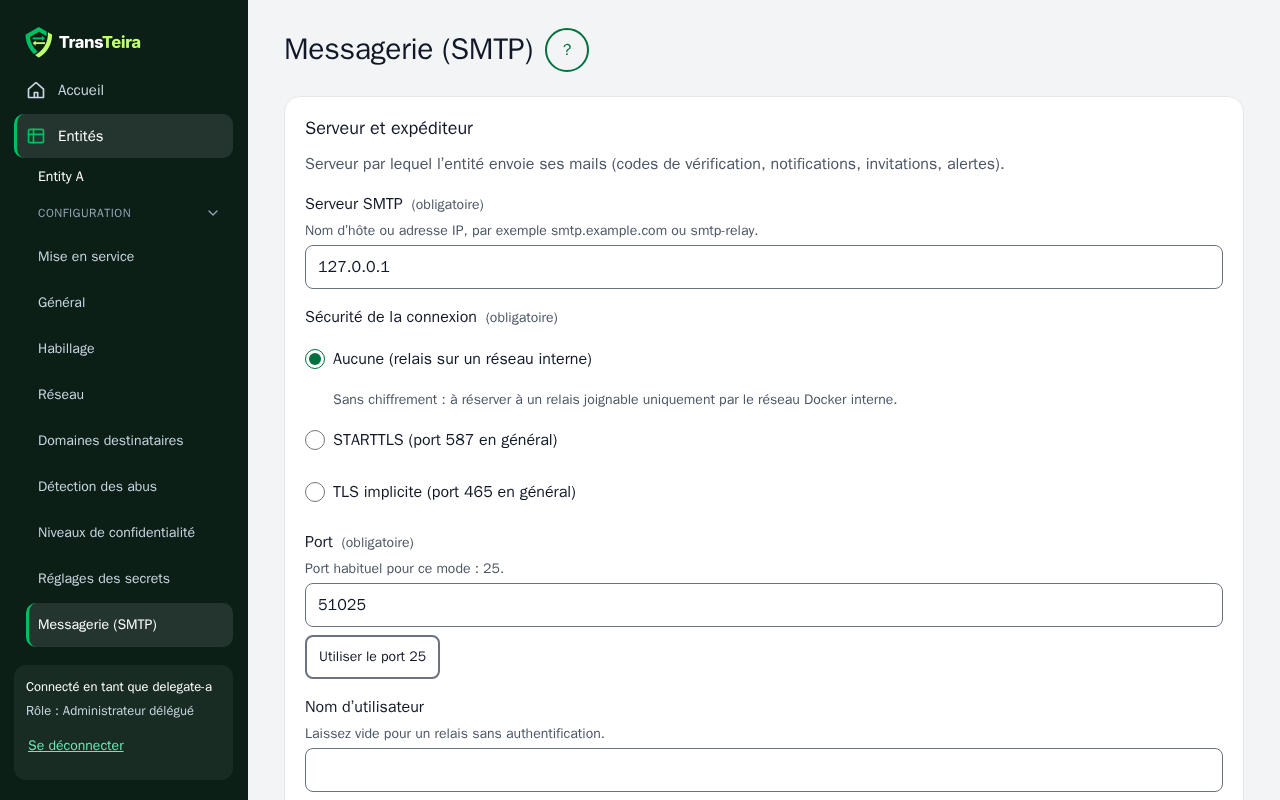 TransTeira
Accueil
Entités
Entity A
CONFIGURATION
Mise en service
Général
Habillage
Réseau
Domaines destinataires
Détection des abus
Niveaux de confidentialité
Réglages des secrets
Messagerie (SMTP)
Connecté en tant que delegate-a
Rôle : Administrateur délégué
Se déconnecter
Messagerie (SMTP) ?
Serveur et expéditeur
Serveur par lequel l'entité envoie ses mails (codes de vérification, notifications, invitations, alertes).
Serveur SMTP (obligatoire)
Nom d'hôte ou adresse IP, par exemple smtp.example.com ou smtp-relay.
127.0.0.1
Sécurité de la connexion (obligatoire)
Aucune (relais sur un réseau interne)
Sans chiffrement : à réserver à un relais joignable uniquement par le réseau Docker interne.
STARTTLS (port 587 en général)
TLS implicite (port 465 en général)
Port (obligatoire)
Port habituel pour ce mode : 25.
51025
Utiliser le port 25
Nom d'utilisateur
Laissez vide pour un relais sans authentification.